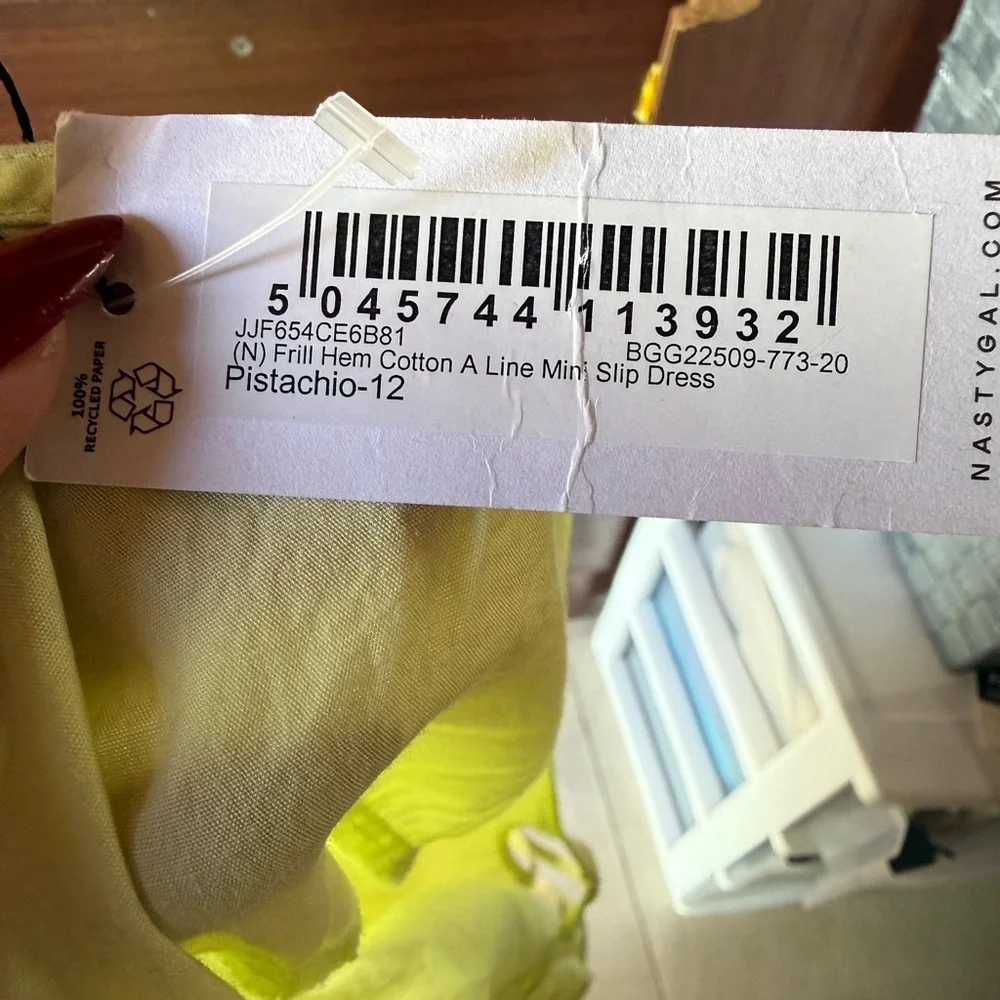 5 045744 113932
JJF654CE6B81
BGG22509-773-20
(N) Frill Hem Cotton A Line Mini Slip Dress
Pistachio-12
100%
RECYCLED PAPER
NASTYGAL.COM